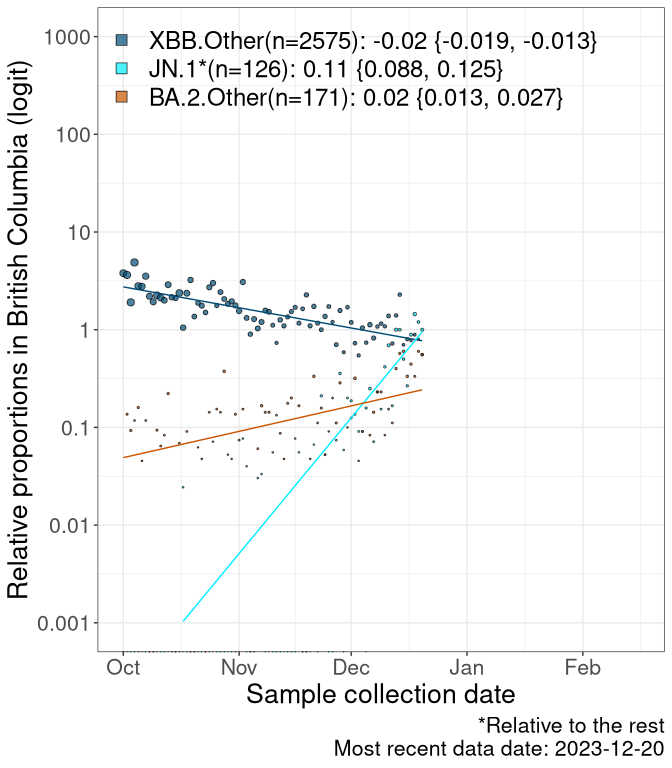 XBB.Other(n=2575): -0.02 {-0.019, -0.013}
JN.1*(n=126): 0.11 {0.088, 0.125}
BA.2.Other(n=171): 0.02 {0.013, 0.027}
Relative proportions in British Columbia (logit)
1000
100
10
1
0.1
0.01
0.001
Oct Nov Dec Jan Feb
Sample collection date
*Relative to the rest
Most recent data date: 2023-12-20